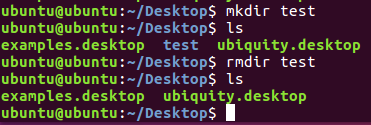 ubuntu@ubuntu:~/Desktop$ mkdir test
ubuntu@ubuntu:~/Desktop$ ls
examples.desktop  test  ubiquity.desktop
ubuntu@ubuntu:~/Desktop$ rmdir test
ubuntu@ubuntu:~/Desktop$ ls
examples.desktop  ubiquity.desktop
ubuntu@ubuntu:~/Desktop$